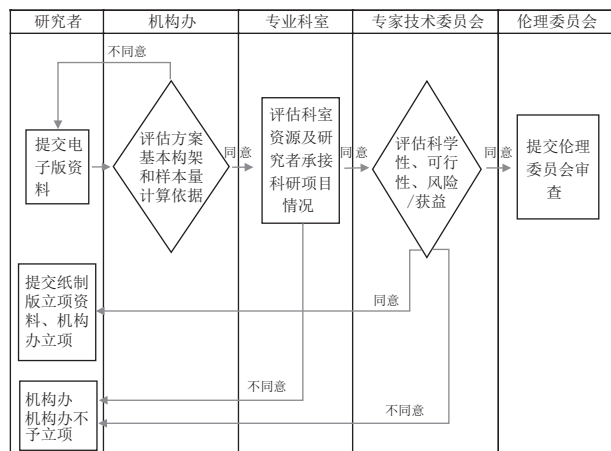 研究者
机构办
专业科室
专家技术委员会
伦理委员会
不同意
提交电
子版资
料
评估方案
基本构架
和样本量
计算依据
同意
评估科室
资源及研
究者承接
科研项目
情况
同意
评估科学
性、可行
性、风险
/获益
同意
提交伦理
委员会审
查
提交纸制
版立项资
料、机构
办立项
同意
机构办
机构办不
予立项
不同意
不同意